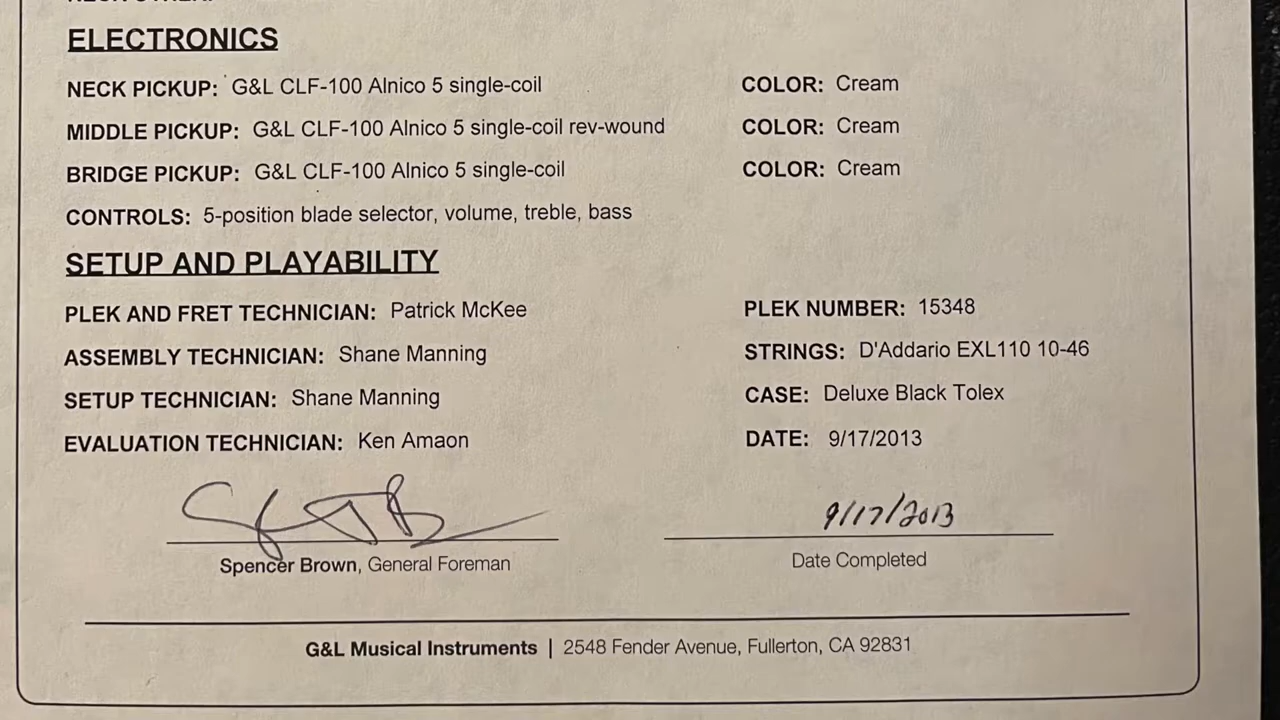 ELECTRONICS
NECK PICKUP: G&L CLF-100 Alnico 5 single-coil COLOR: Cream
MIDDLE PICKUP: G&L CLF-100 Alnico 5 single-coil rev-wound COLOR: Cream
BRIDGE PICKUP: G&L CLF-100 Alnico 5 single-coil COLOR: Cream
CONTROLS: 5-position blade selector, volume, treble, bass
SETUP AND PLAYABILITY
PLEK AND FRET TECHNICIAN: Patrick McKee PLEK NUMBER: 15348
ASSEMBLY TECHNICIAN: Shane Manning STRINGS: D'Addario EXL110 10-46
SETUP TECHNICIAN: Shane Manning CASE: Deluxe Black Tolex
EVALUATION TECHNICIAN: Ken Amaon DATE: 9/17/2013
9/17/2013
Spencer Brown, General Foreman Date Completed
G&L Musical Instruments | 2548 Fender Avenue, Fullerton, CA 92831